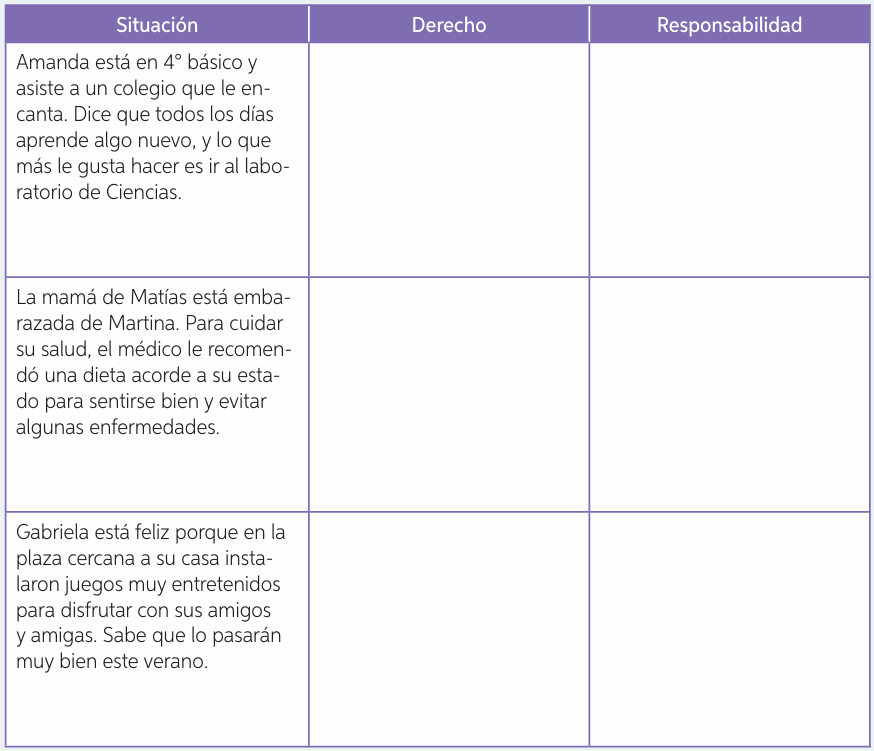 Situación
Derecho
Responsabilidad
Amanda está en 4° básico y
asiste a un colegio que le en-
canta. Dice que todos los días
aprende algo nuevo, y lo que
más le gusta hacer es ir al labo-
ratorio de Ciencias.
La mamá de Matías está emba-
razada de Martina. Para cuidar
su salud, el médico le recomen-
dó una dieta acorde a su esta-
do para sentirse bien y evitar
algunas enfermedades.
Gabriela está feliz porque en la
plaza cercana a su casa insta-
laron juegos muy entretenidos
para disfrutar con sus amigos
y amigas. Sabe que lo pasarán
muy bien este verano.